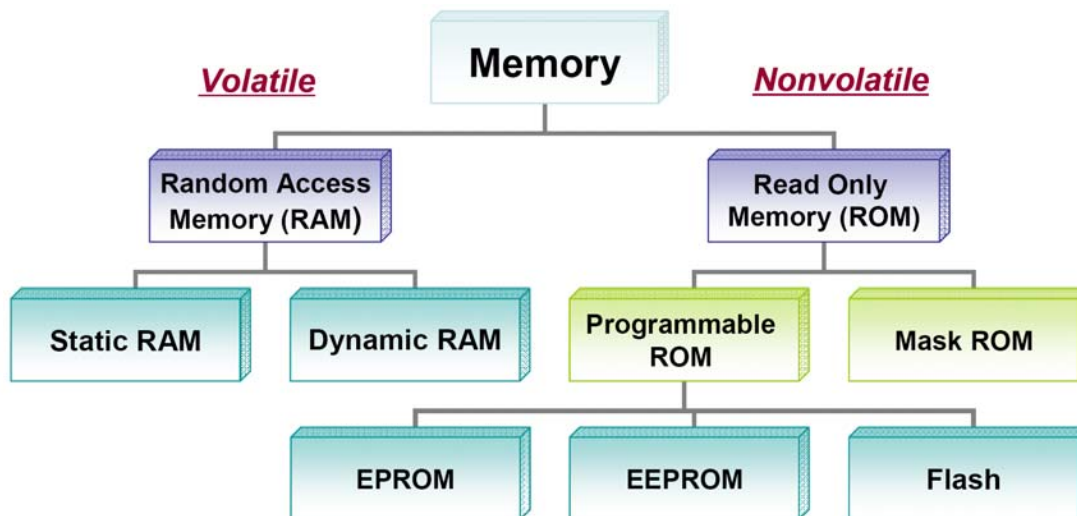 Memory
Volatile
Nonvolatile
Random Access
Memory (RAM)
Read Only
Memory (ROM)
Static RAM
Dynamic RAM
Programmable
ROM
Mask ROM
EPROM
EEPROM
Flash